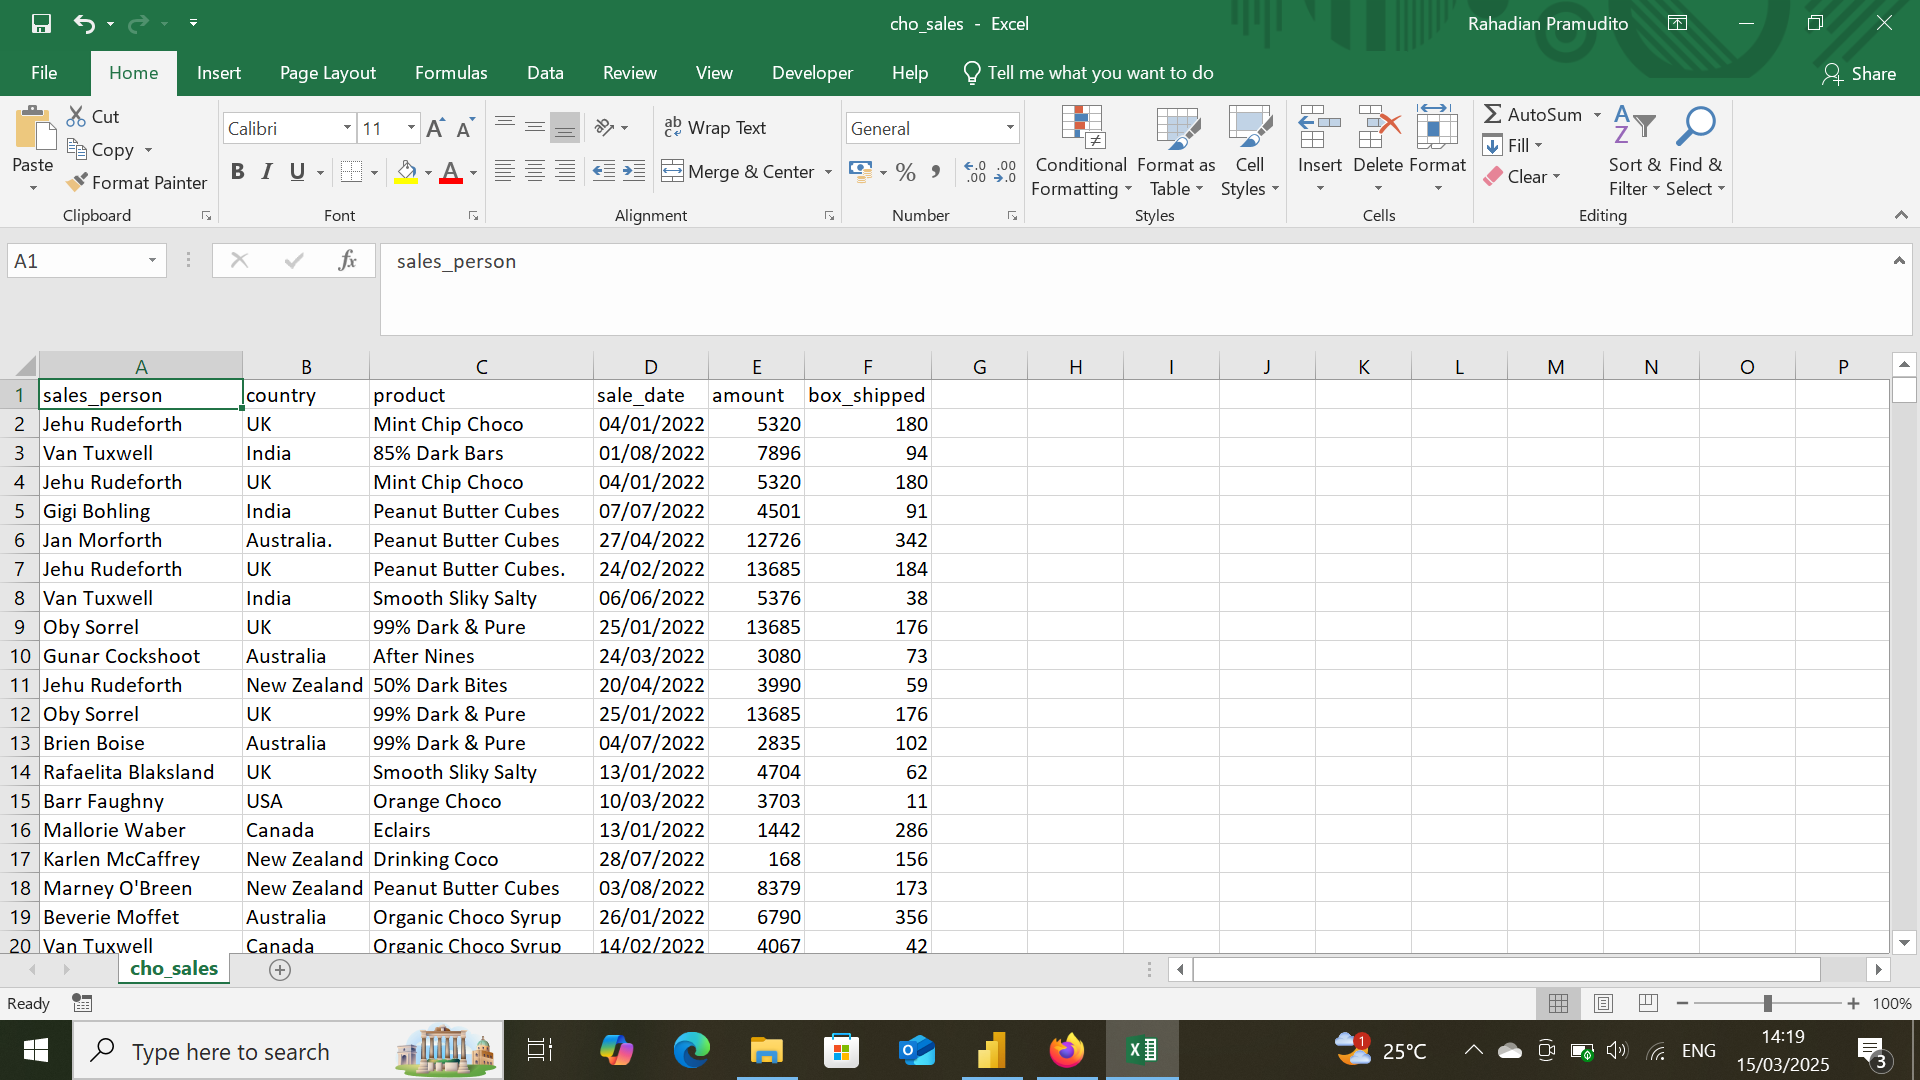 cho_sales - Excel
Rahadian Pramudito
File Home Insert Page Layout Formulas Data Review View Developer Help Tell me what you want to do Share
Paste
Cut
Copy
Format Painter
Clipboard
Calibri 11
B I U
Font
ab Wrap Text
Merge & Center
Alignment
General
Number
Conditional Formatting
Format as Table
Cell Styles
Styles
Insert Delete Format
Cells
AutoSum
Fill
Clear
Sort & Filter
Find & Select
Editing
A1 fx sales_person
A B C D E F G H I J K L M N O P
1 sales_person country product sale_date amount box_shipped
2 Jehu Rudeforth UK Mint Chip Choco 04/01/2022 5320 180
3 Van Tuxwell India 85% Dark Bars 01/08/2022 7896 94
4 Jehu Rudeforth UK Mint Chip Choco 04/01/2022 5320 180
5 Gigi Bohling India Peanut Butter Cubes 07/07/2022 4501 91
6 Jan Morforth Australia. Peanut Butter Cubes 27/04/2022 12726 342
7 Jehu Rudeforth UK Peanut Butter Cubes. 24/02/2022 13685 184
8 Van Tuxwell India Smooth Sliky Salty 06/06/2022 5376 38
9 Oby Sorrel UK 99% Dark & Pure 25/01/2022 13685 176
10 Gunar Cockshoot Australia After Nines 24/03/2022 3080 73
11 Jehu Rudeforth New Zealand 50% Dark Bites 20/04/2022 3990 59
12 Oby Sorrel UK 99% Dark & Pure 25/01/2022 13685 176
13 Brien Boise Australia 99% Dark & Pure 04/07/2022 2835 102
14 Rafaelita Blaksland UK Smooth Sliky Salty 13/01/2022 4704 62
15 Barr Faughny USA Orange Choco 10/03/2022 3703 11
16 Mallorie Waber Canada Eclairs 13/01/2022 1442 286
17 Karlen McCaffrey New Zealand Drinking Coco 28/07/2022 168 156
18 Marney O'Breen New Zealand Peanut Butter Cubes 03/08/2022 8379 173
19 Beverie Moffet Australia Organic Choco Syrup 26/01/2022 6790 356
20 Van Tuxwell Canada Organic Choco Syrup 14/02/2022 4067 42
cho_sales
Ready
100%
Type here to search
1 25°C
ENG
14:19
15/03/2025
3